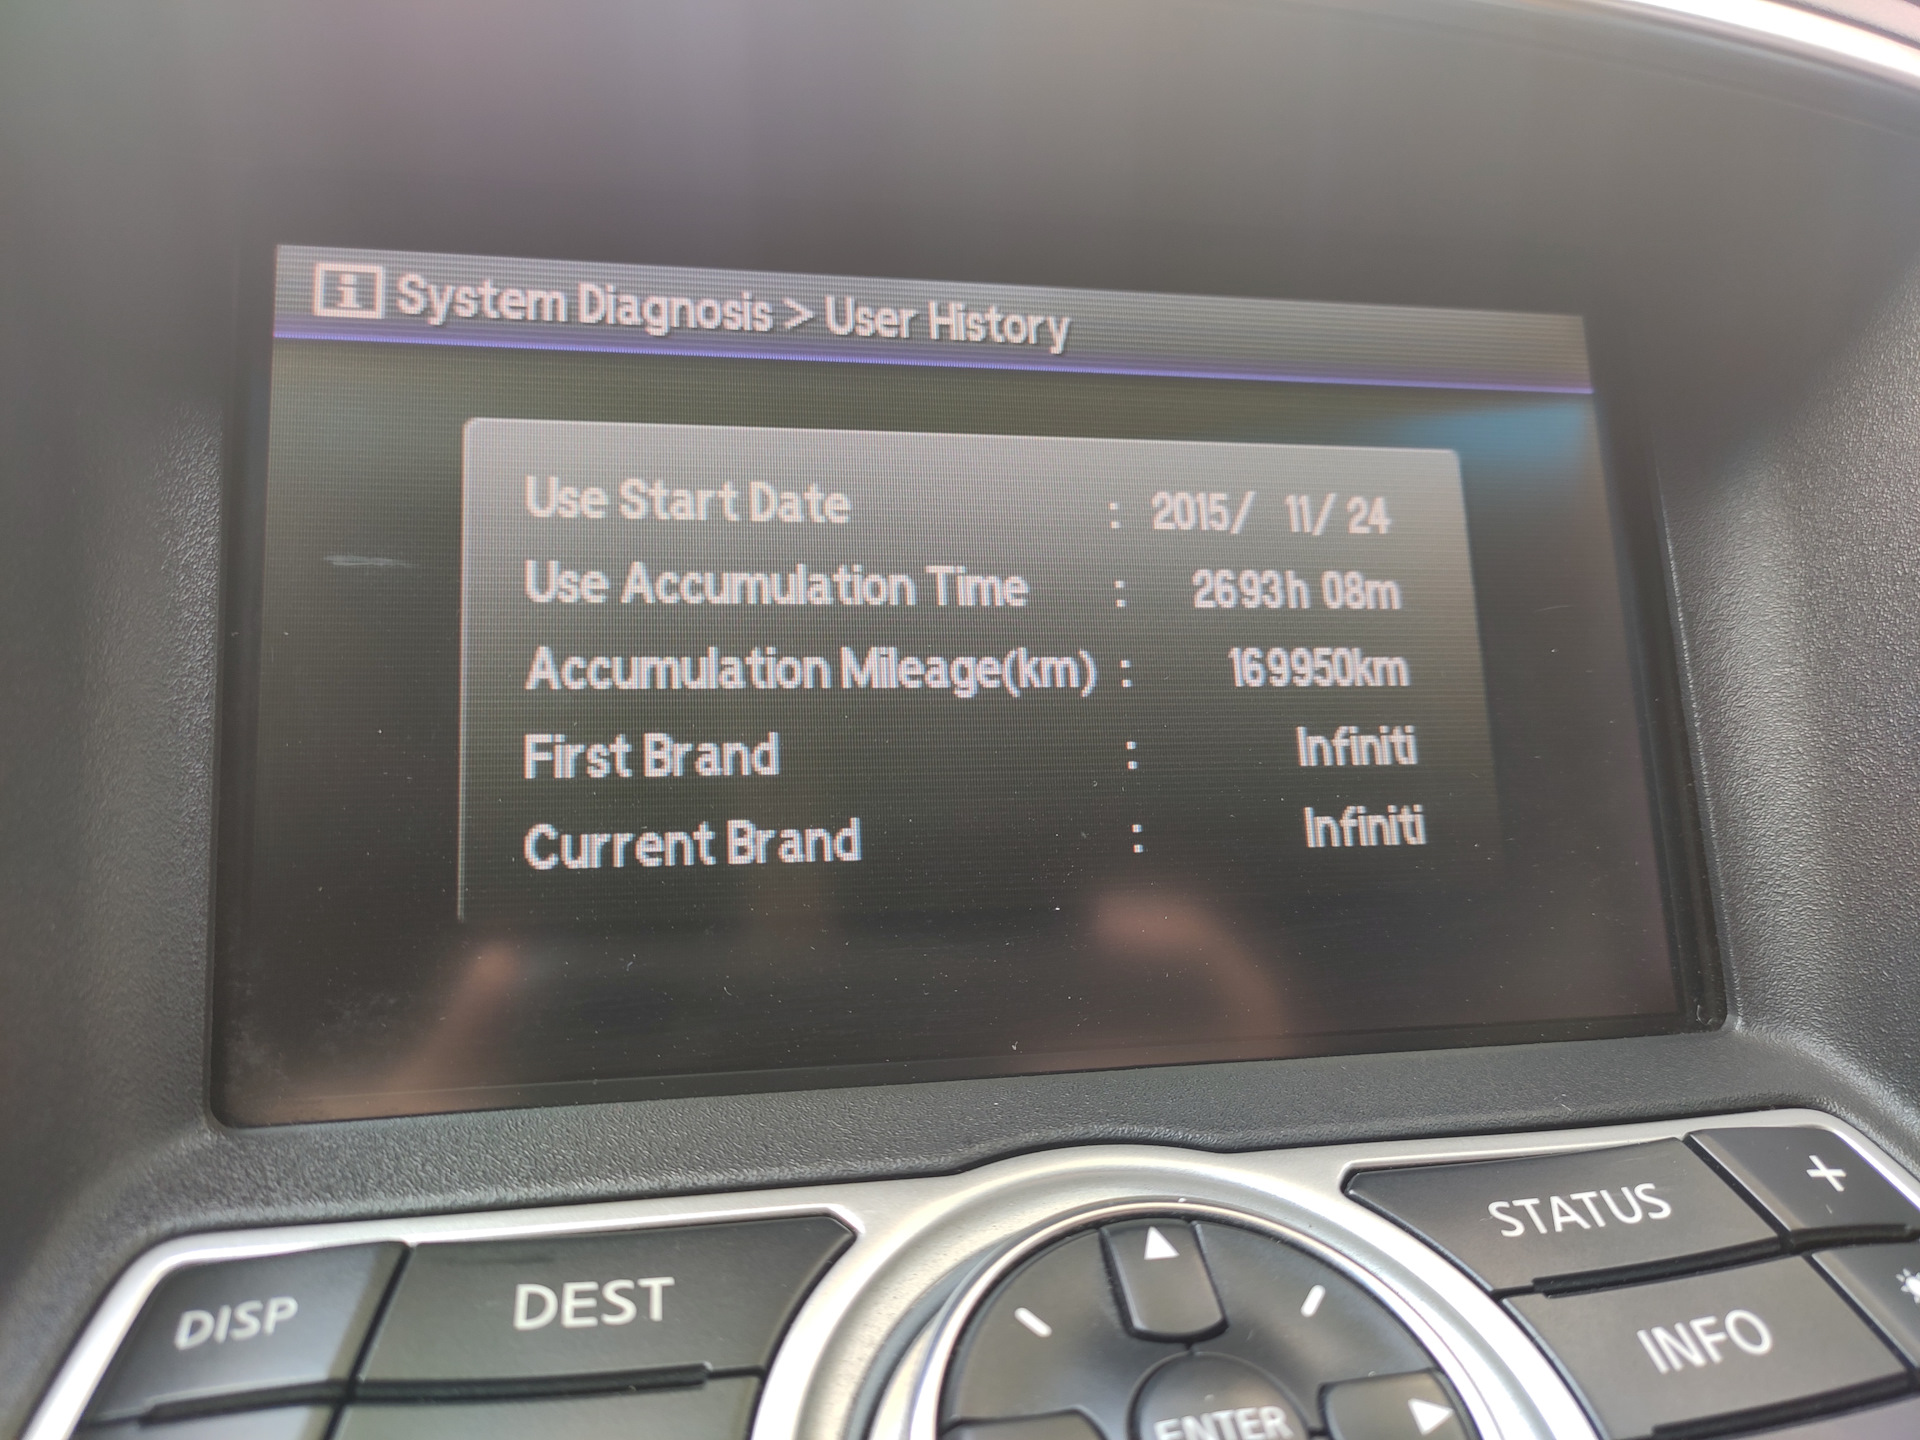 i System Diagnosis > User History
Use Start Date : 2015/ 11/ 24
Use Accumulation Time : 2693h 08m
Accumulation Mileage(km) : 169950km
First Brand : Infiniti
Current Brand : Infiniti
STATUS +
DISP DEST
INFO
ENTER